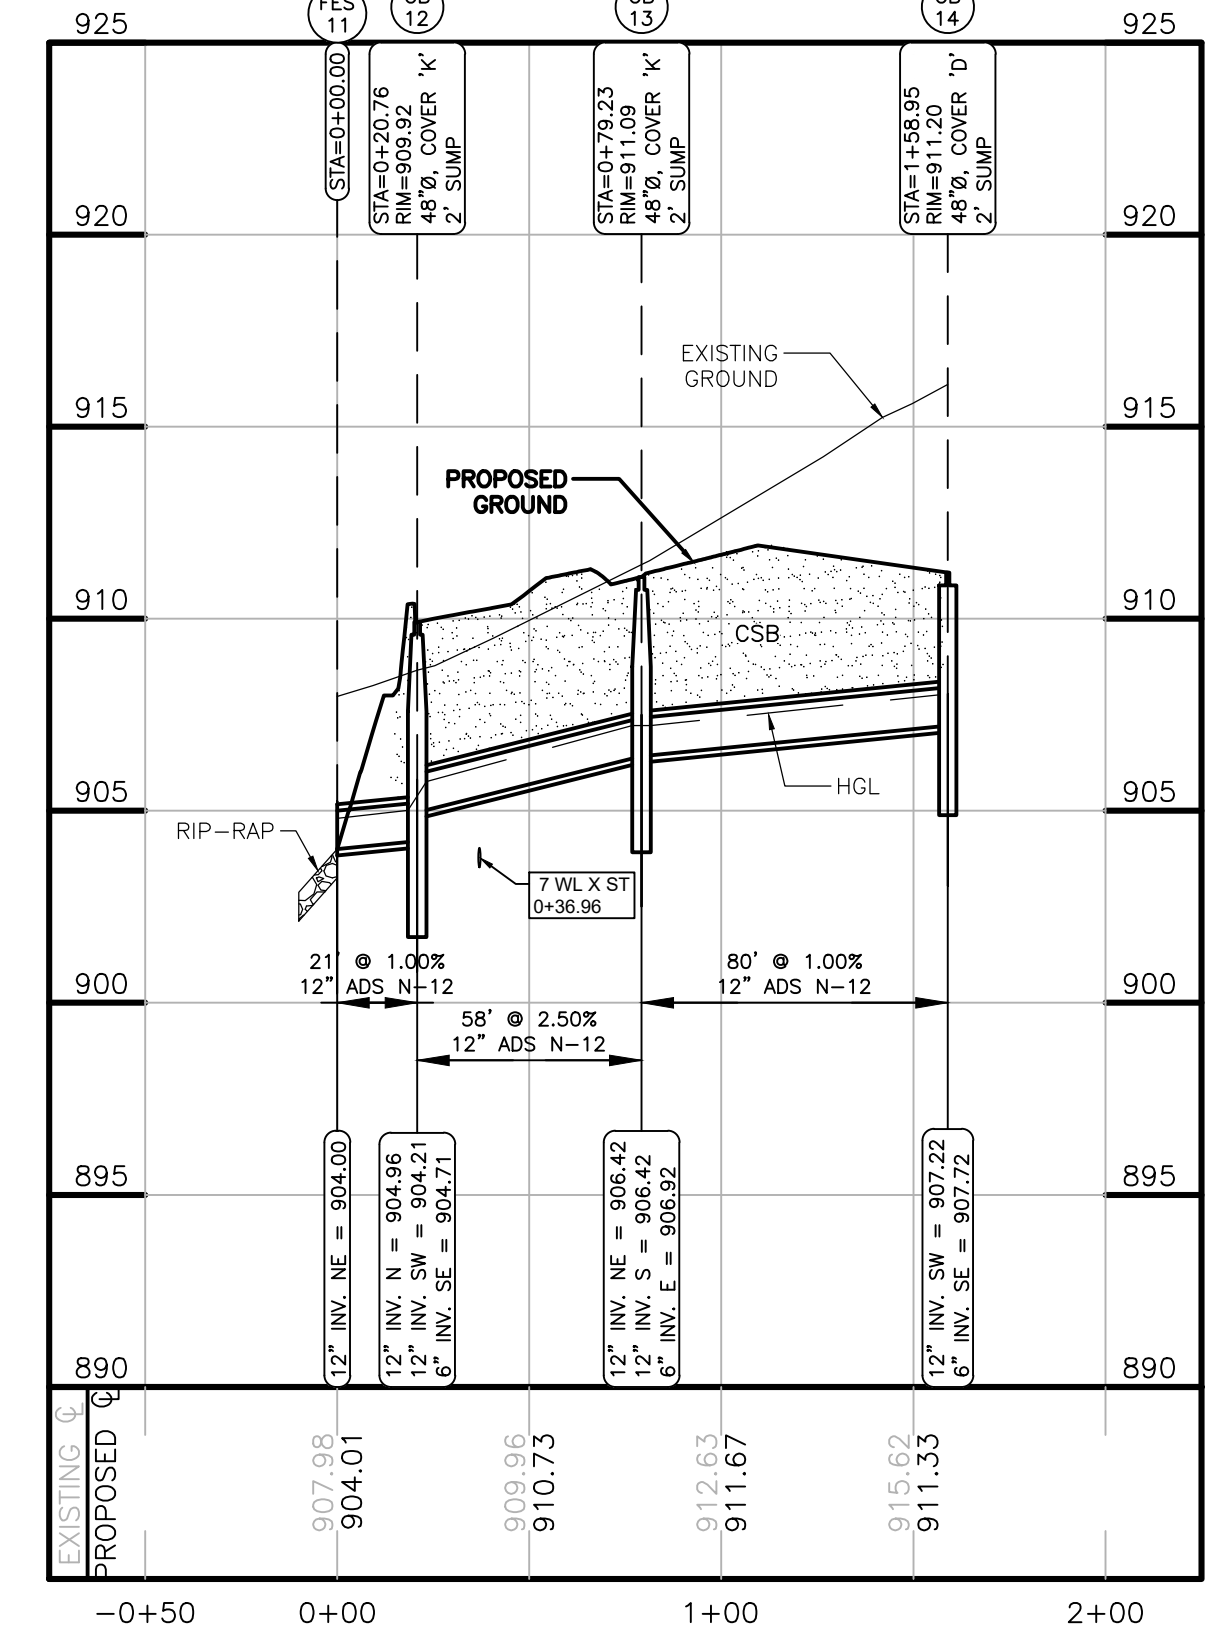 FES
11
CB
12
CB
13
CB
14
925
925
STA=0+00.00
STA=0+20.76
RIM=909.92
48"Ø, COVER 'K'
2' SUMP
STA=0+79.23
RIM=911.09
48"Ø, COVER 'K'
2' SUMP
STA=1+58.95
RIM=911.20
48"Ø, COVER 'D'
2' SUMP
920
920
EXISTING
GROUND
915
915
PROPOSED
GROUND
910
910
CSB
905
905
HGL
RIP-RAP
7 WL X ST
0+36.96
21' @ 1.00%
12" ADS N-12
80' @ 1.00%
12" ADS N-12
900
900
58' @ 2.50%
12" ADS N-12
895
895
12" INV. NE = 904.00
12" INV. N = 904.96
12" INV. SW = 904.21
6" INV. SE = 904.71
12" INV. NE = 906.42
12" INV. S = 906.42
6" INV. E = 906.92
12" INV. SW = 907.22
6" INV. SE = 907.72
890
890
EXISTING ℄
PROPOSED ℄
907.98
904.01
909.96
910.73
912.63
911.67
915.62
911.33
-0+50
0+00
1+00
2+00